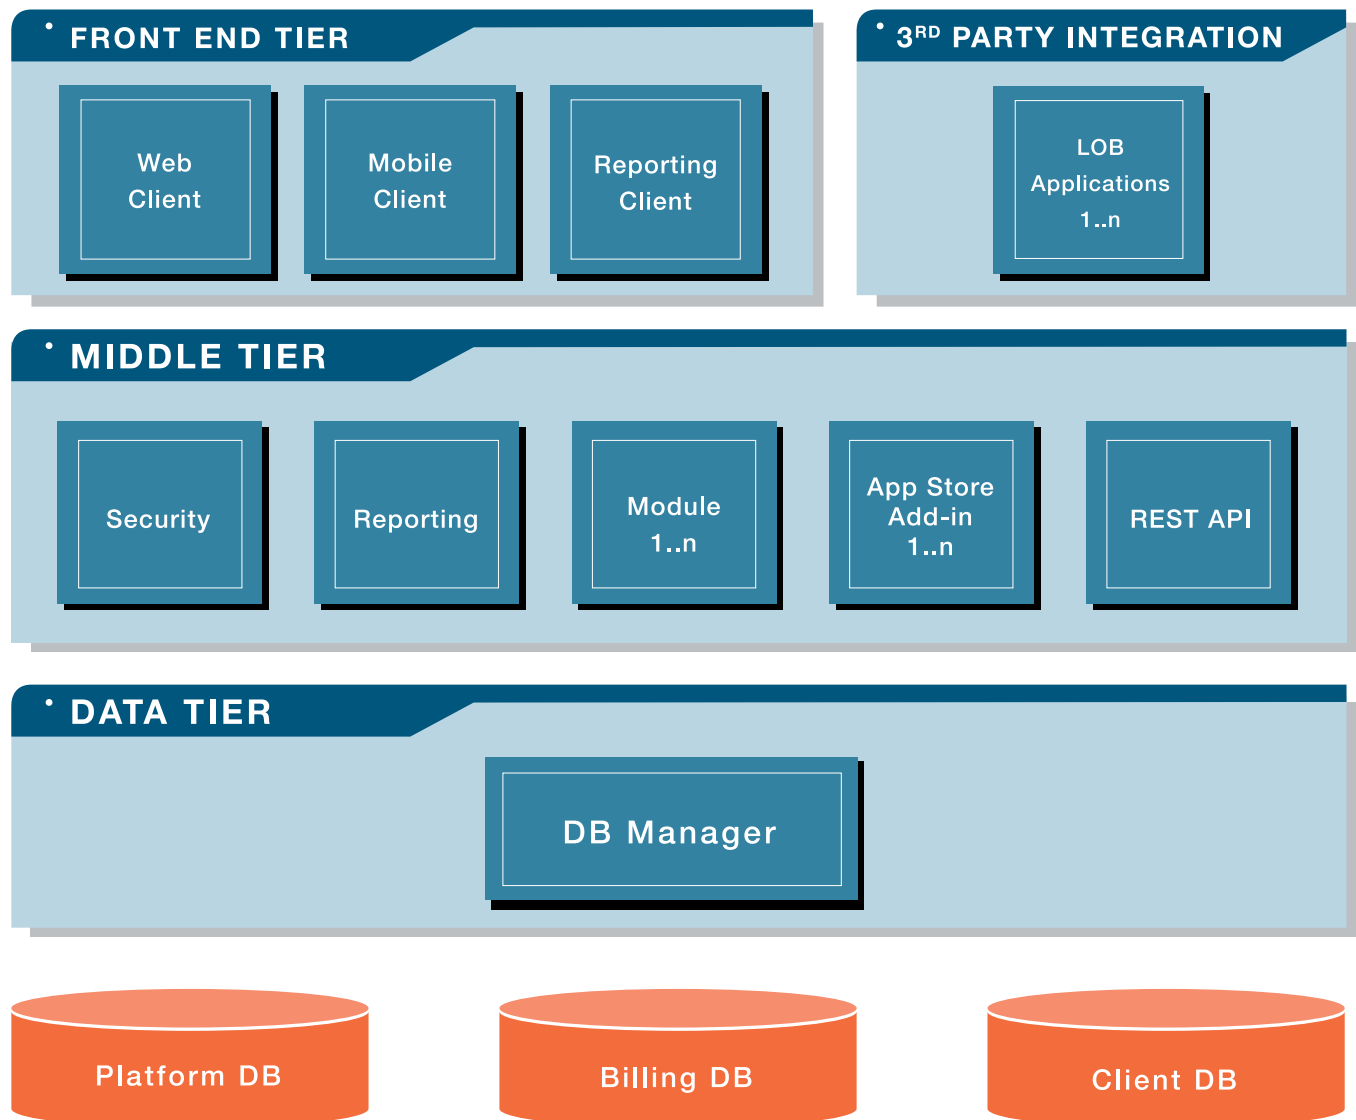 • FRONT END TIER
Web
Client
Mobile
Client
Reporting
Client
• 3RD PARTY INTEGRATION
LOB
Applications
1..n
• MIDDLE TIER
Security
Reporting
Module
1..n
App Store
Add-in
1..n
REST API
• DATA TIER
DB Manager
Platform DB
Billing DB
Client DB